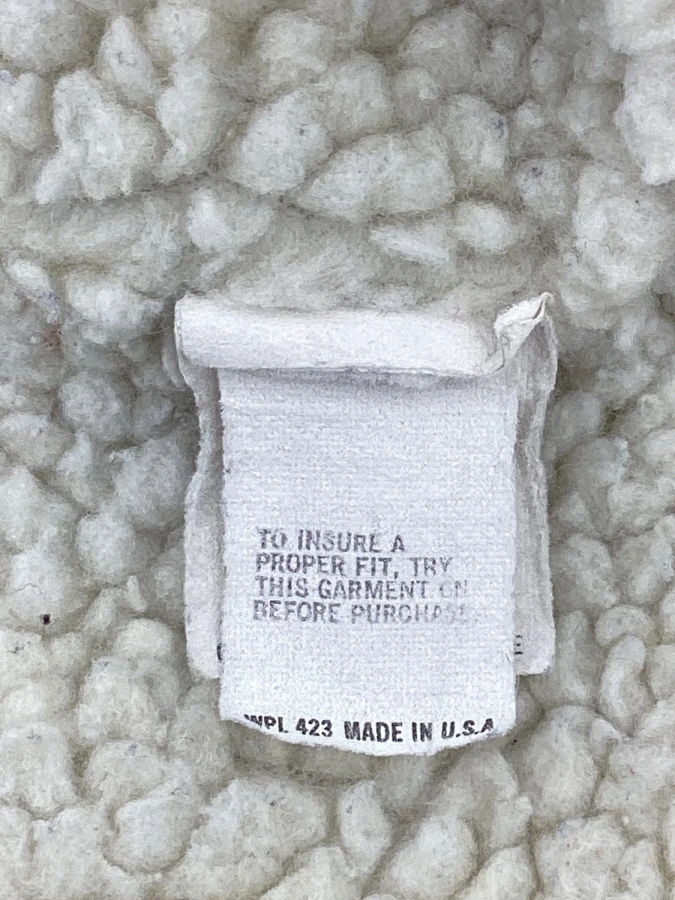 TO INSURE A
PROPER FIT, TRY
THIS GARMENT ON
BEFORE PURCHASE
WPL 423 MADE IN U.S.A